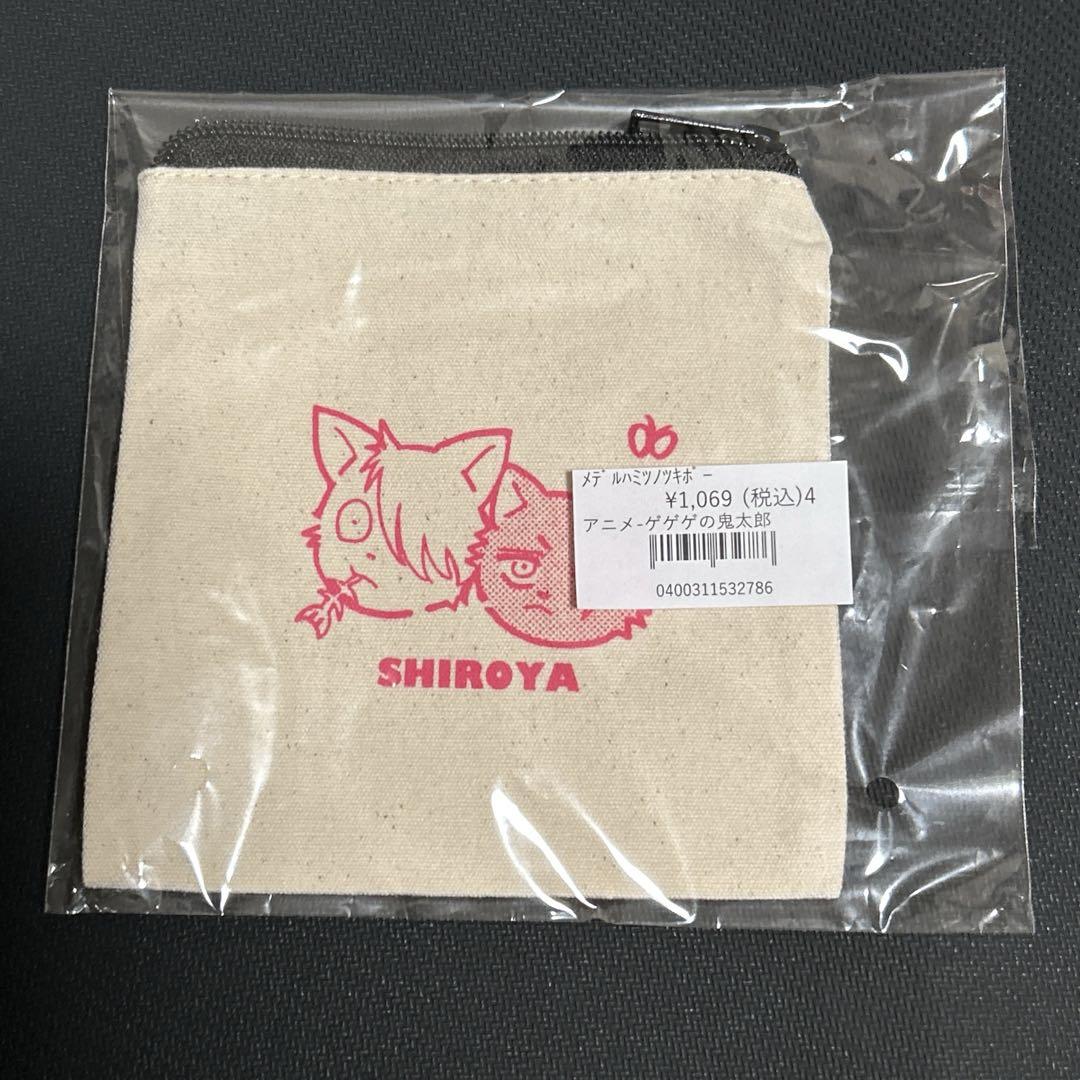 ﾒﾃﾞﾙﾊﾐﾂﾉﾂｷﾎﾟｰ
¥1,069 (税込)4
アニメ-ゲゲゲの鬼太郎
0400311532786
SHIROYA